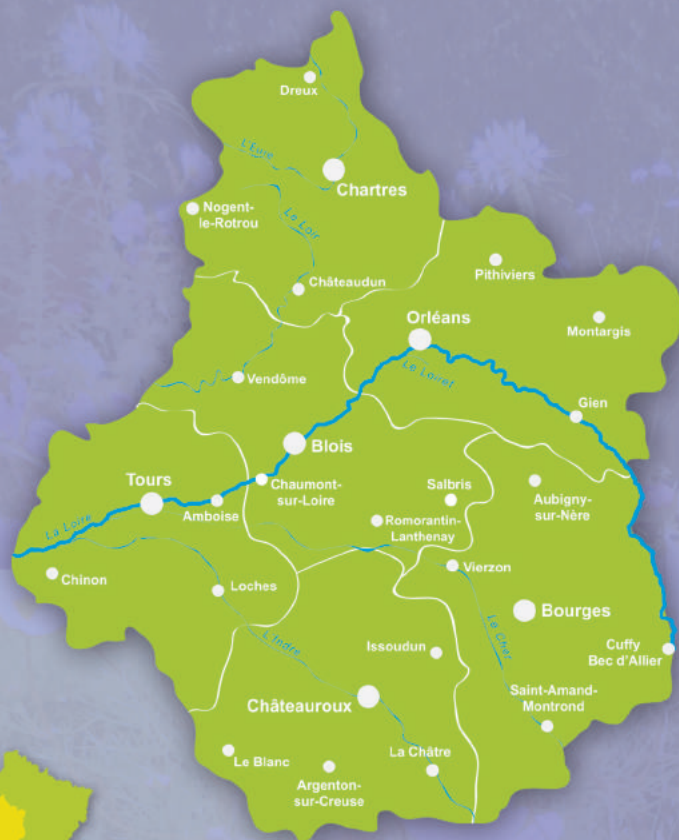 Dreux
L'Eure
Chartres
Nogent-
le-Rotrou
Le Loir
Châteaudun
Pithiviers
Orléans
Montargis
Le Loiret
Vendôme
Gien
Blois
Tours
Chaumont-
sur-Loire
Salbris
Aubigny-
sur-Nère
Amboise
Romorantin-
Lanthenay
La Loire
Vierzon
Chinon
Loches
Bourges
Le Cher
L'Indre
Issoudun
Cuffy
Bec d'Allier
Châteauroux
Saint-Amand-
Montrond
Le Blanc
La Châtre
Argenton-
sur-Creuse